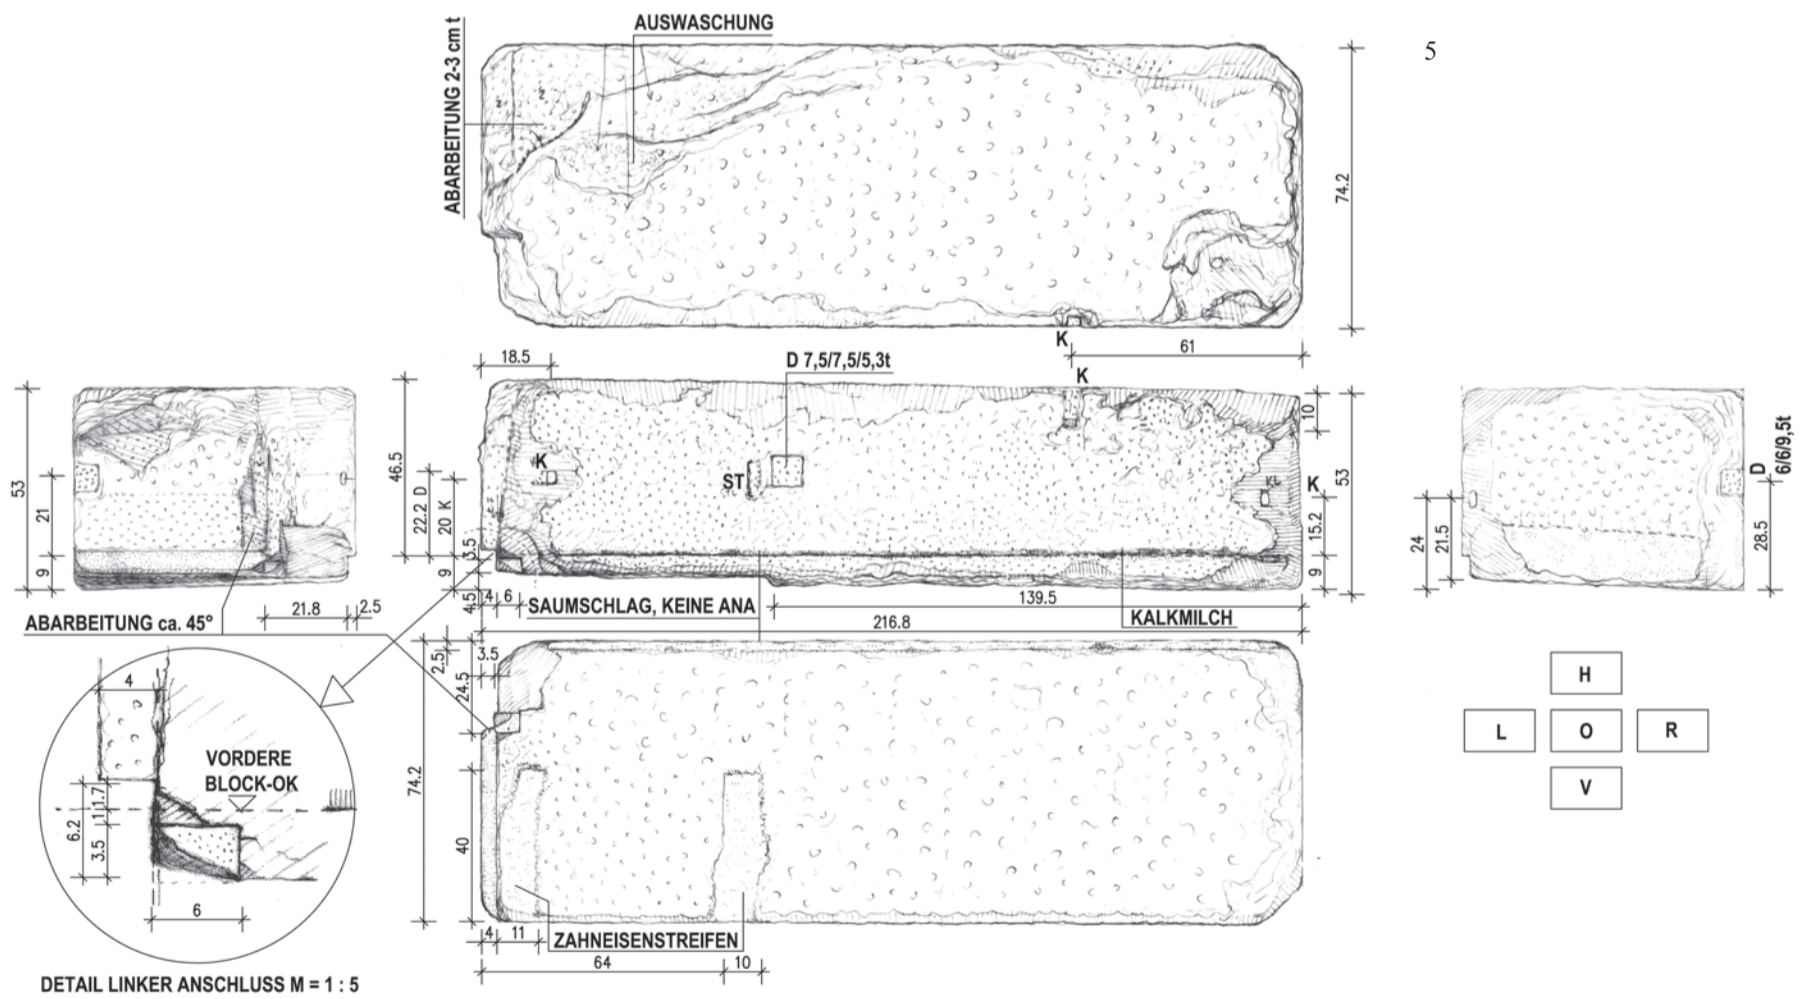 AUSWASCHUNG
5
ABARBEITUNG 2-3 cm t
74.2
K
61
18.5
D 7,5/7,5/5,3t
K
53
21
9
46.5
22.2 D
20 K
3.5
9
K
ST
10
K
KL
53
15.2
9
D
6/6/9,5t
24
21.5
28.5
4.5
4
6
SAUMSCHLAG, KEINE ANA
139.5
KALKMILCH
216.8
21.8
2.5
ABARBEITUNG ca. 45°
2.5
3.5
24.5
74.2
40
4
VORDERE
BLOCK-OK
1.7
1
6.2
3.5
6
H
L
O
R
V
4
11
ZAHNEISENSTREIFEN
64
10
DETAIL LINKER ANSCHLUSS M = 1 : 5